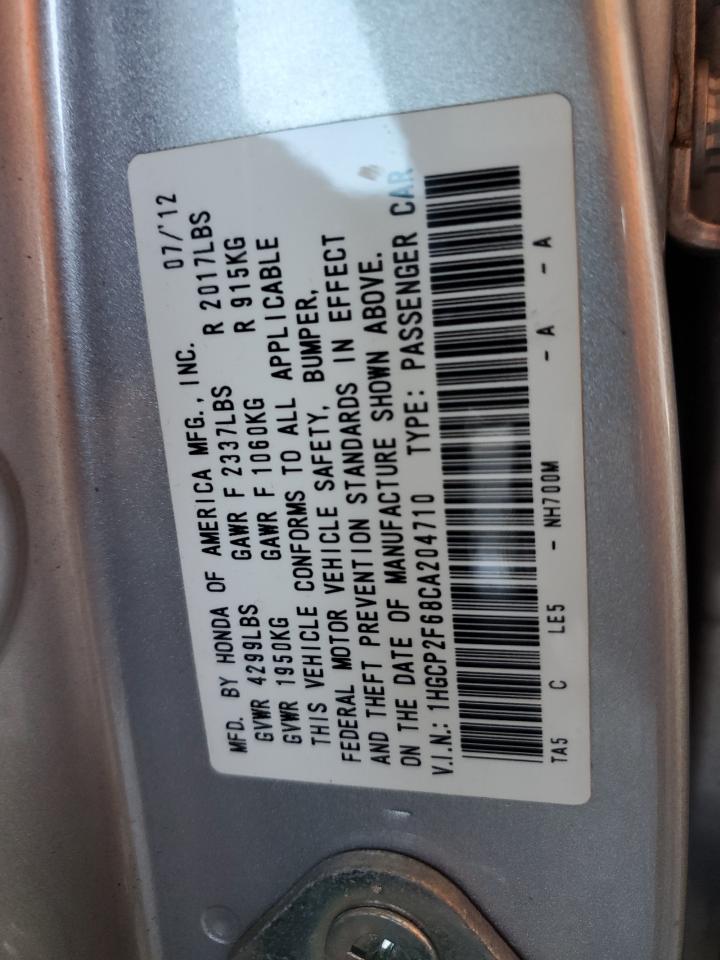 MFD. BY HONDA OF AMERICA MFG., INC. 07/'12
GVWR 4299LBS GAWR F 2337LBS R 2017LBS
GVWR 1950KG GAWR F 1060KG R 915KG
THIS VEHICLE CONFORMS TO ALL APPLICABLE
FEDERAL MOTOR VEHICLE SAFETY, BUMPER,
AND THEFT PREVENTION STANDARDS IN EFFECT
ON THE DATE OF MANUFACTURE SHOWN ABOVE.
V.I.N.: 1HGCP2F68CA204710 TYPE: PASSENGER CAR
TA5 C LE5 - NH700M - A - A